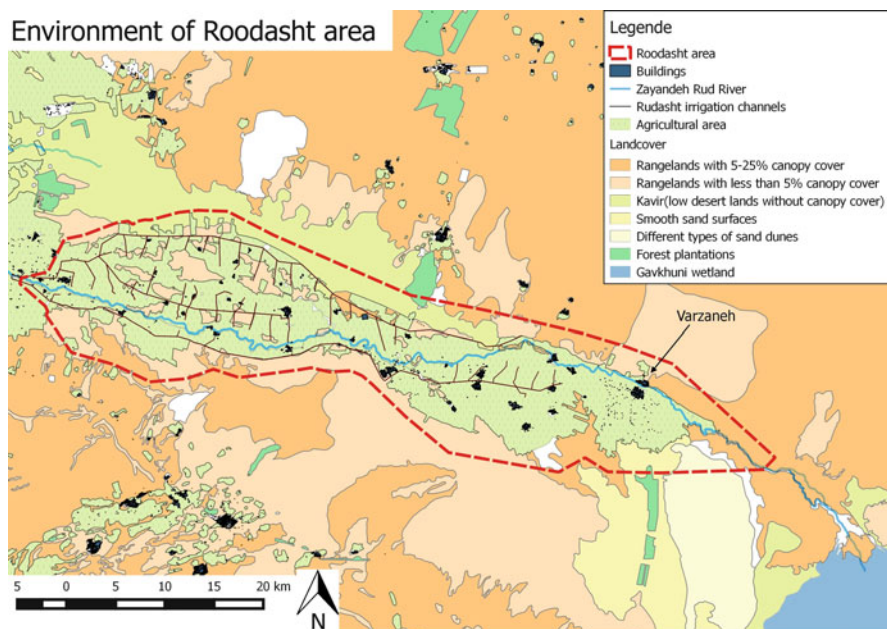 Environment of Roodasht area
Legende
Roodasht area
Buildings
Zayandeh Rud River
Rudasht irrigation channels
Agricultural area
Landcover
Rangelands with 5-25% canopy cover
Rangelands with less than 5% canopy cover
Kavir(low desert lands without canopy cover)
Smooth sand surfaces
Different types of sand dunes
Forest plantations
Gavkhuni wetland
Varzaneh
5 0 10 20 km
N